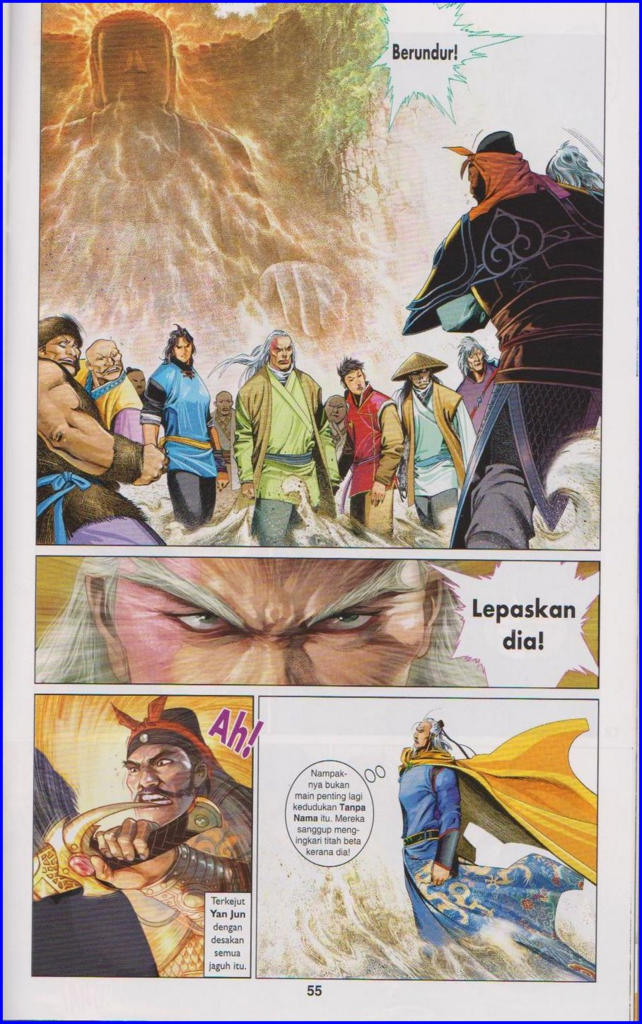 Berundur!
Lepaskan
dia!
Ah!
Terkejut
Yan Jun
dengan
desakan
semua
jaguh itu.
Nampak-
nya bukan
main penting lagi
kedudukan Tanpa
Nama itu. Mereka
sanggup meng-
ingkari titah beta
kerana dia!
55